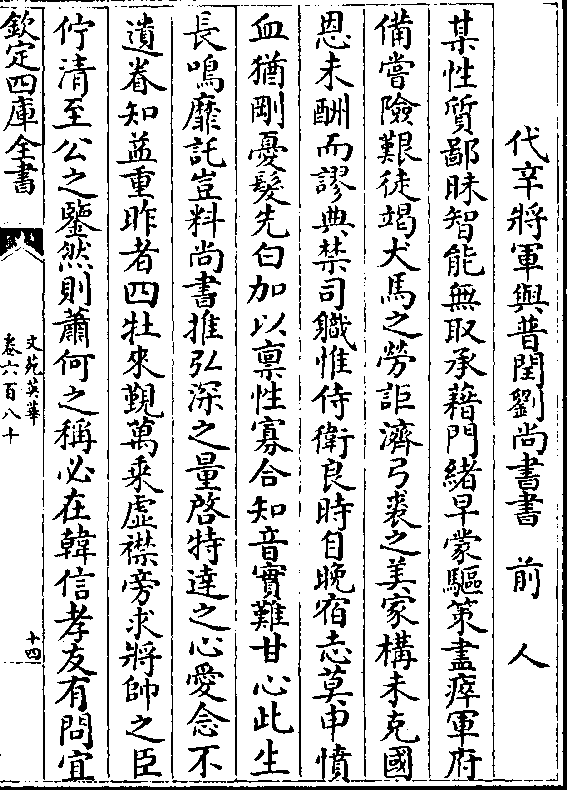 代辛將軍與普閏劉尚書書　前人
某性質鄙昧智能無取承藉門緒早蒙驅策盡瘁軍府
備嘗險艱徒竭犬馬之勞詎濟弓裘之美家構未克國
恩未酬而謬典禁司職惟侍衛良時自晚宿志莫申憤
血猶剛憂髮先白加以禀性寡合知音實難甘心此生
長鳴靡託豈料尚書推弘深之量啓特達之心愛念不
遺眷知益重昨者四牡來覲萬乘虛襟旁求將帥之臣
佇清至公之鑒然則蕭何之稱必在韓信孝友有問宜
欽定四庫全書
文苑英華
卷六百八十
十四